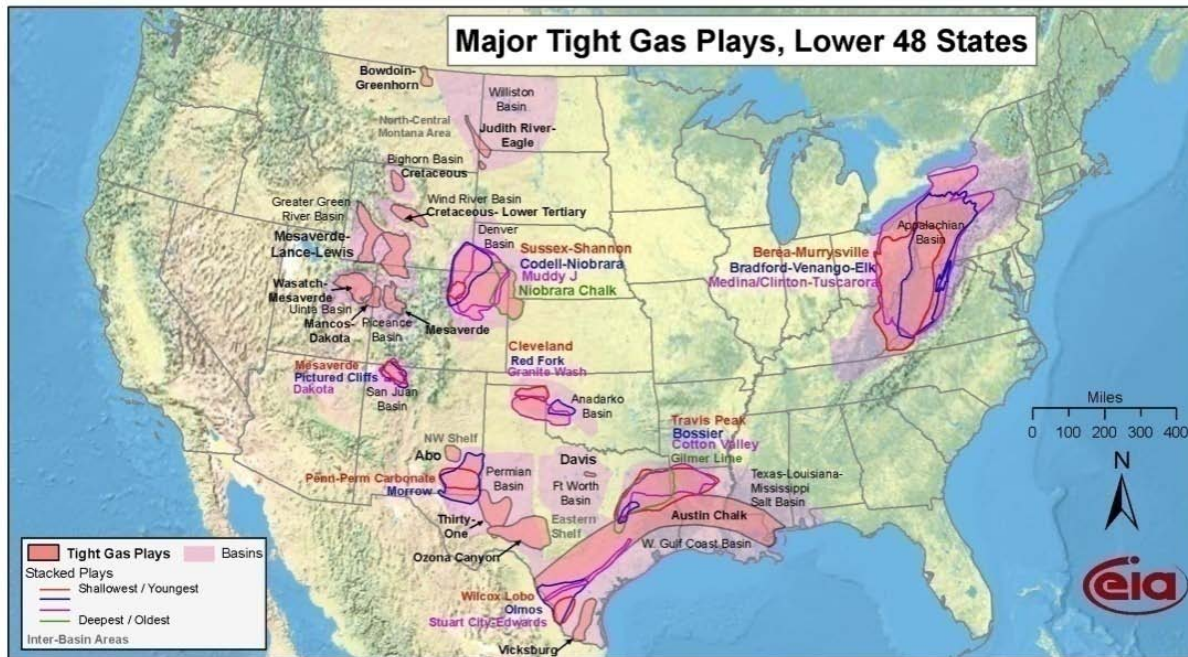 Major Tight Gas Plays, Lower 48 States
Bowdoin-
Greenhorn
Williston
Basin
North-Central
Montana Area
Judith River-
Eagle
Bighorn Basin
Cretaceous
Wind River Basin
Cretaceous- Lower Tertiary
Greater Green
River Basin
Mesaverde-
Lance-Lewis
Denver
Basin
Sussex-Shannon
Codell-Niobrara
Muddy J
Niobrara Chalk
Appalachian
Basin
Berea-Murrysville
Bradford-Venango-Elk
Medina/Clinton-Tuscarora
Wasatch-
Mesaverde
Uinta Basin
Mancos-
Dakota
Piceance
Basin
Mesaverde
Mesaverde
Pictured Cliffs
Dakota
San Juan
Basin
Cleveland
Red Fork
Granite Wash
Anadarko
Basin
Travis Peak
Bossier
Cotton Valley
Gilmer Lime
Miles
0 100 200 300 400
N
NW Shelf
Abo
Penn-Perm Carbonate
Morrow
Permian
Basin
Davis
Ft Worth
Basin
Texas-Louisiana-
Mississippi
Salt Basin
Thirty-
One
Eastern
Shelf
Ozona Canyon
Austin Chalk
W. Gulf Coast Basin
Wilcox Lobo
Olmos
Stuart City-Edwards
Vicksburg
Tight Gas Plays
Basins
Stacked Plays
Shallowest / Youngest
Deepest / Oldest
Inter-Basin Areas
eia